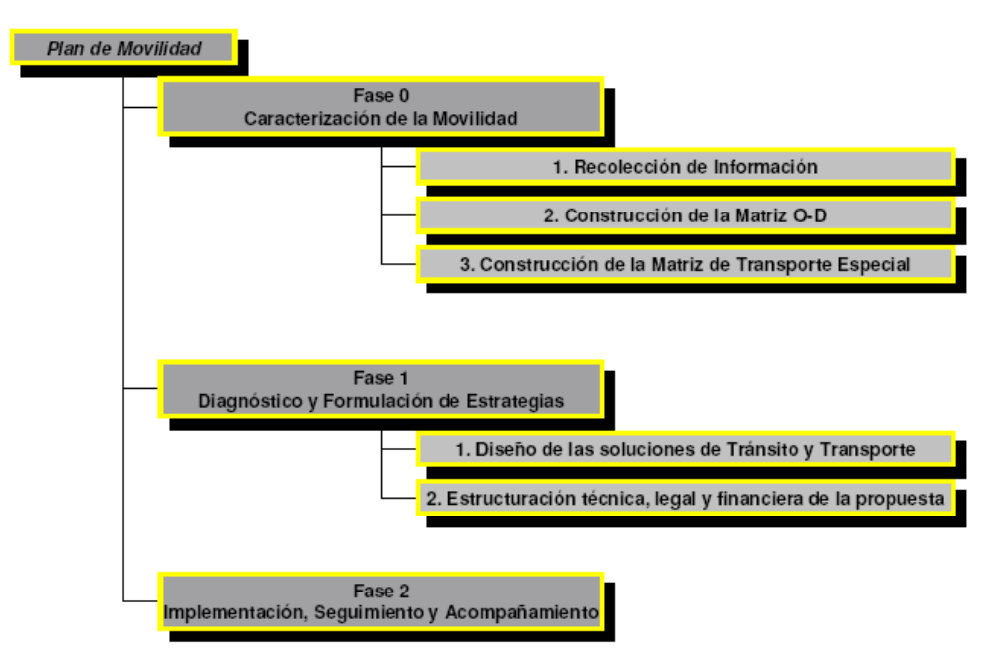 Plan de Movilidad
Fase 0
Caracterización de la Movilidad
1. Recolección de Información
2. Construcción de la Matriz O-D
3. Construcción de la Matriz de Transporte Especial
Fase 1
Diagnóstico y Formulación de Estrategias
1. Diseño de las soluciones de Tránsito y Transporte
2. Estructuración técnica, legal y financiera de la propuesta
Fase 2
Implementación, Seguimiento y Acompañamiento